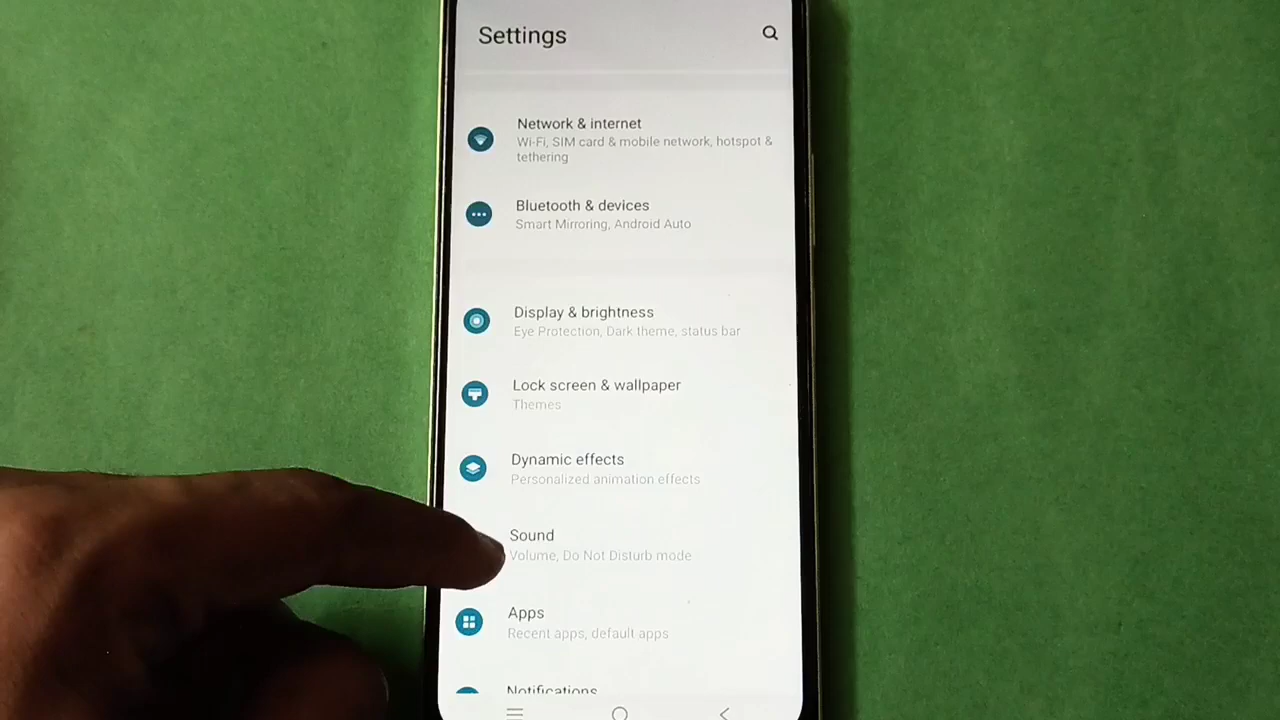 Settings
Network & internet
Wi-Fi, SIM card & mobile network, hotspot &
tethering
Bluetooth & devices
Smart Mirroring, Android Auto
Display & brightness
Eye Protection, Dark theme, status bar
Lock screen & wallpaper
Themes
Dynamic effects
Personalized animation effects
Sound
Volume, Do Not Disturb mode
Apps
Recent apps, default apps
Notifications